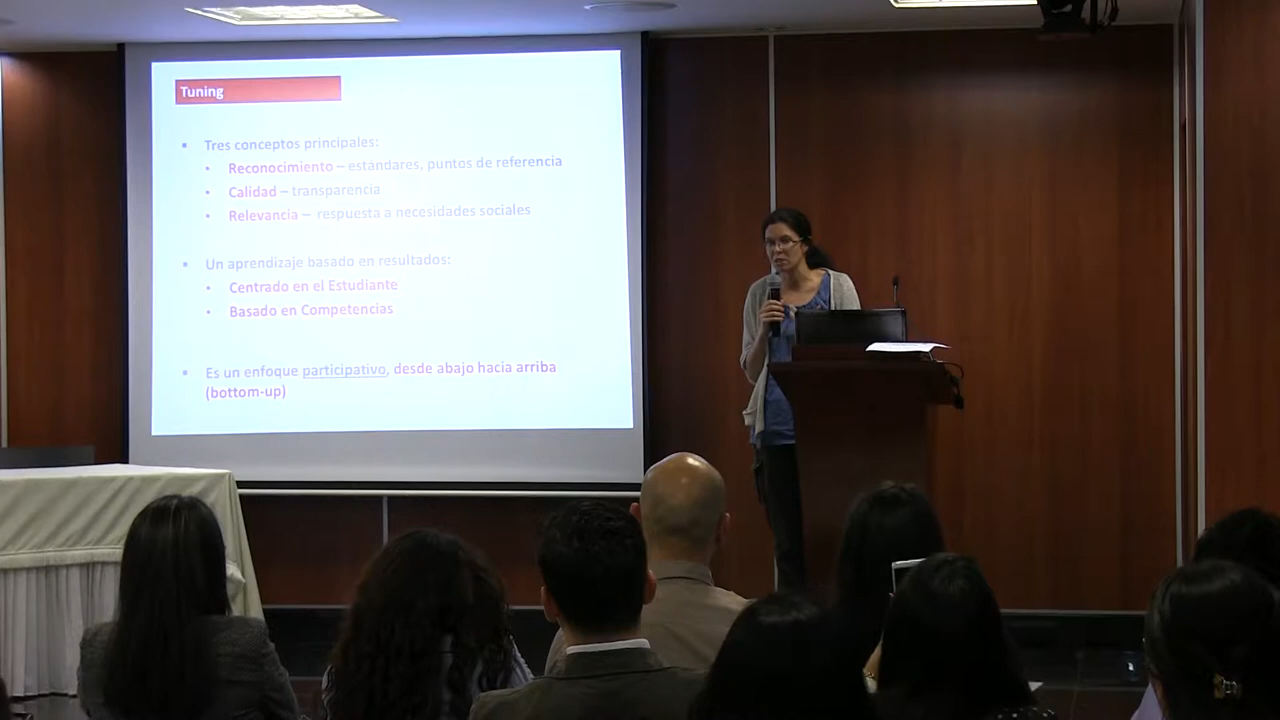 Tuning
▪ Tres conceptos principales:
• Reconocimiento – estándares, puntos de referencia
• Calidad – transparencia
• Relevancia – respuesta a necesidades sociales
▪ Un aprendizaje basado en resultados:
• Centrado en el Estudiante
• Basado en Competencias
▪ Es un enfoque participativo, desde abajo hacia arriba
(bottom-up)